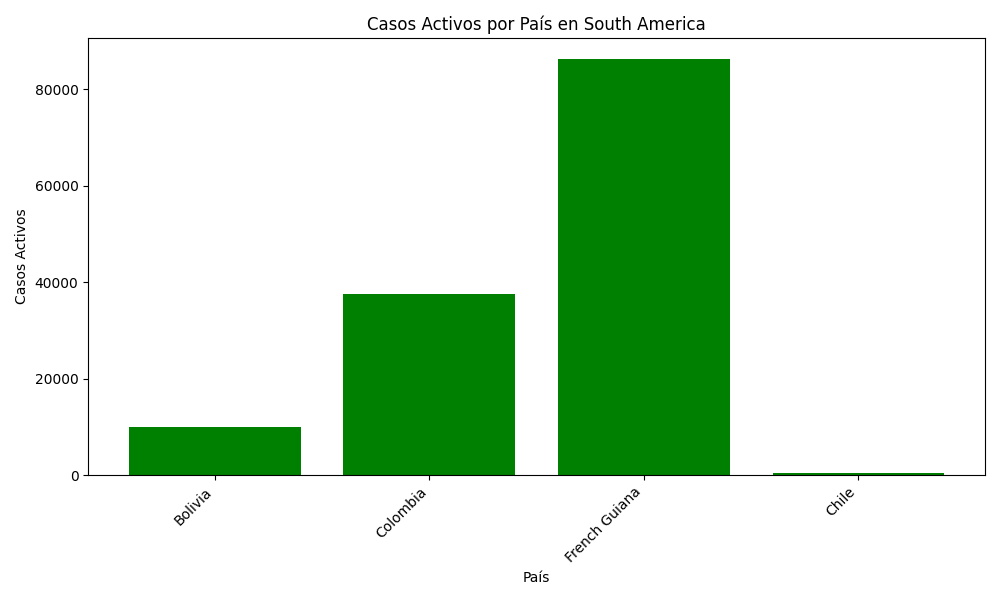 Casos Activos por País en South America
Casos Activos
80000
60000
40000
20000
0
Bolivia
Colombia
French Guiana
Chile
País